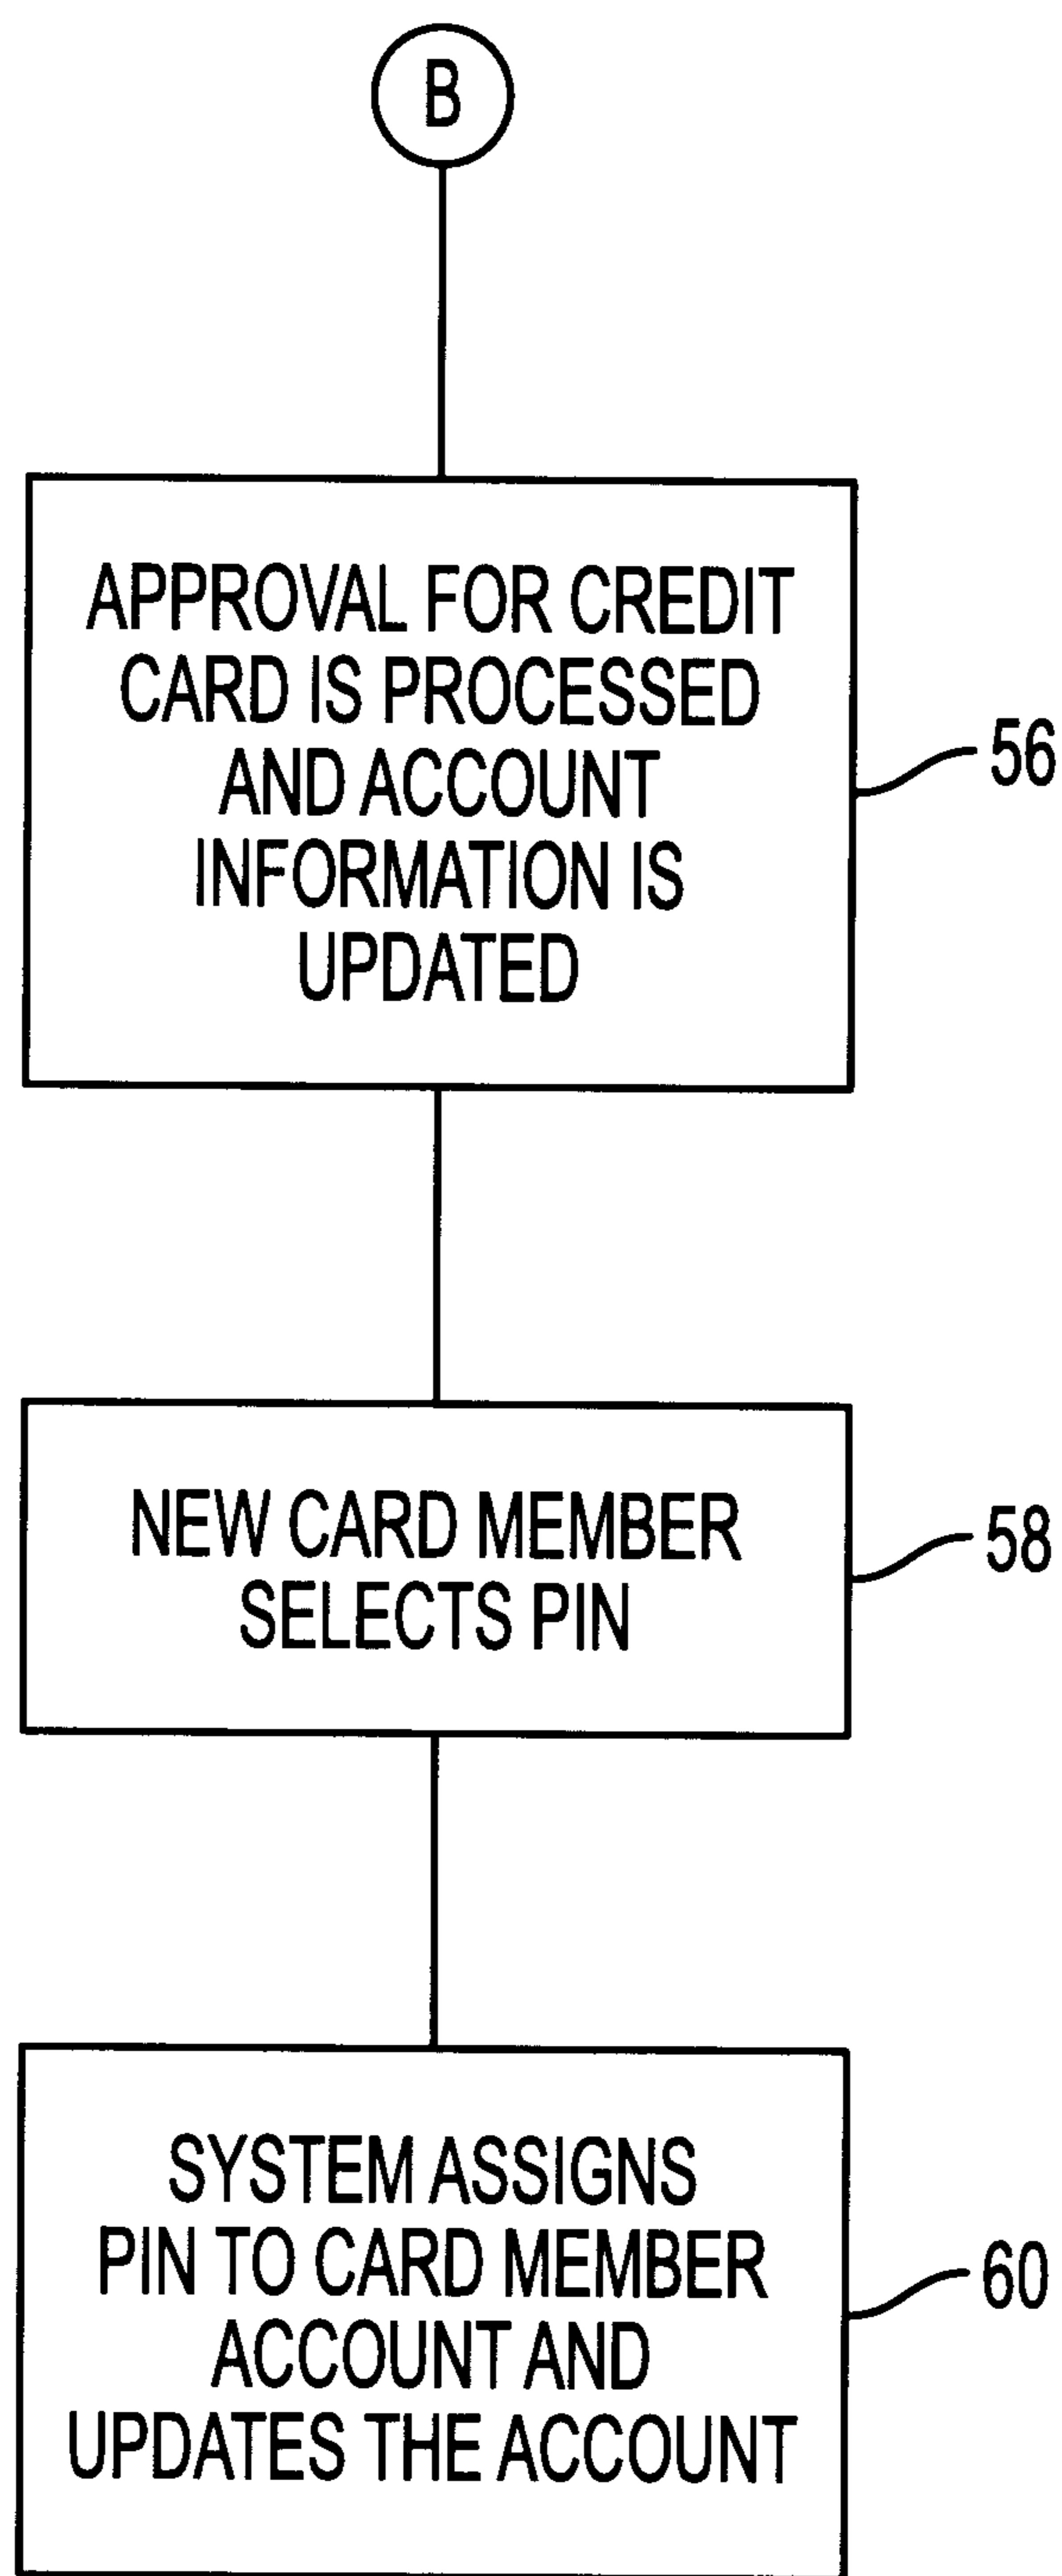 B
APPROVAL FOR CREDIT
CARD IS PROCESSED
AND ACCOUNT
INFORMATION IS
UPDATED
56
NEW CARD MEMBER
SELECTS PIN
58
SYSTEM ASSIGNS
PIN TO CARD MEMBER
ACCOUNT AND
UPDATES THE ACCOUNT
60